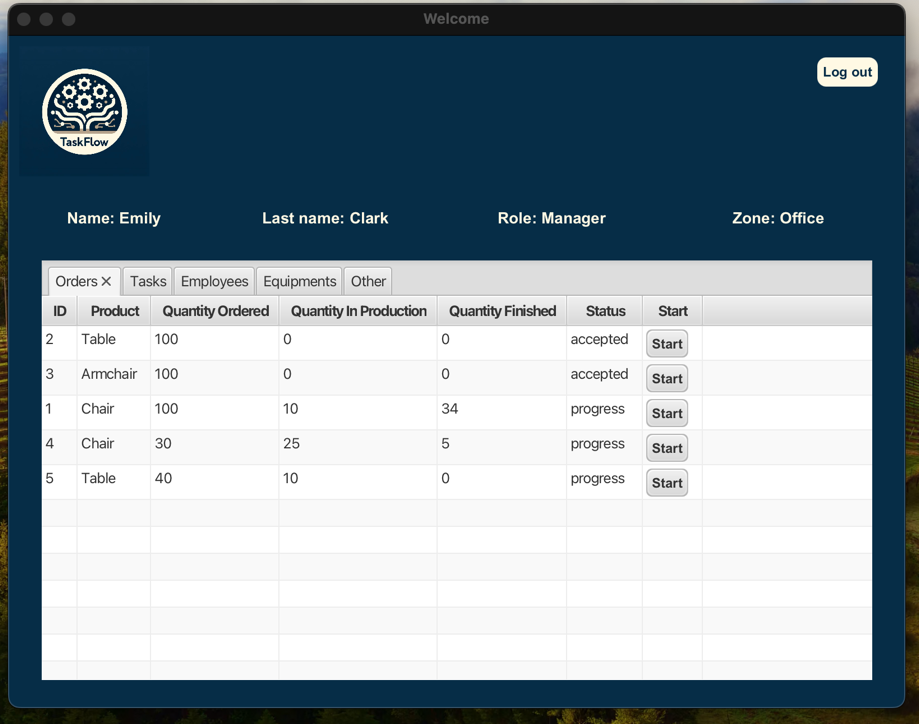 Welcome
Log out
TaskFlow
Name: Emily Last name: Clark Role: Manager Zone: Office
Orders Tasks Employees Equipments Other
ID Product Quantity Ordered Quantity In Production Quantity Finished Status Start
2 Table 100 0 0 accepted Start
3 Armchair 100 0 0 accepted Start
1 Chair 100 10 34 progress Start
4 Chair 30 25 5 progress Start
5 Table 40 10 0 progress Start